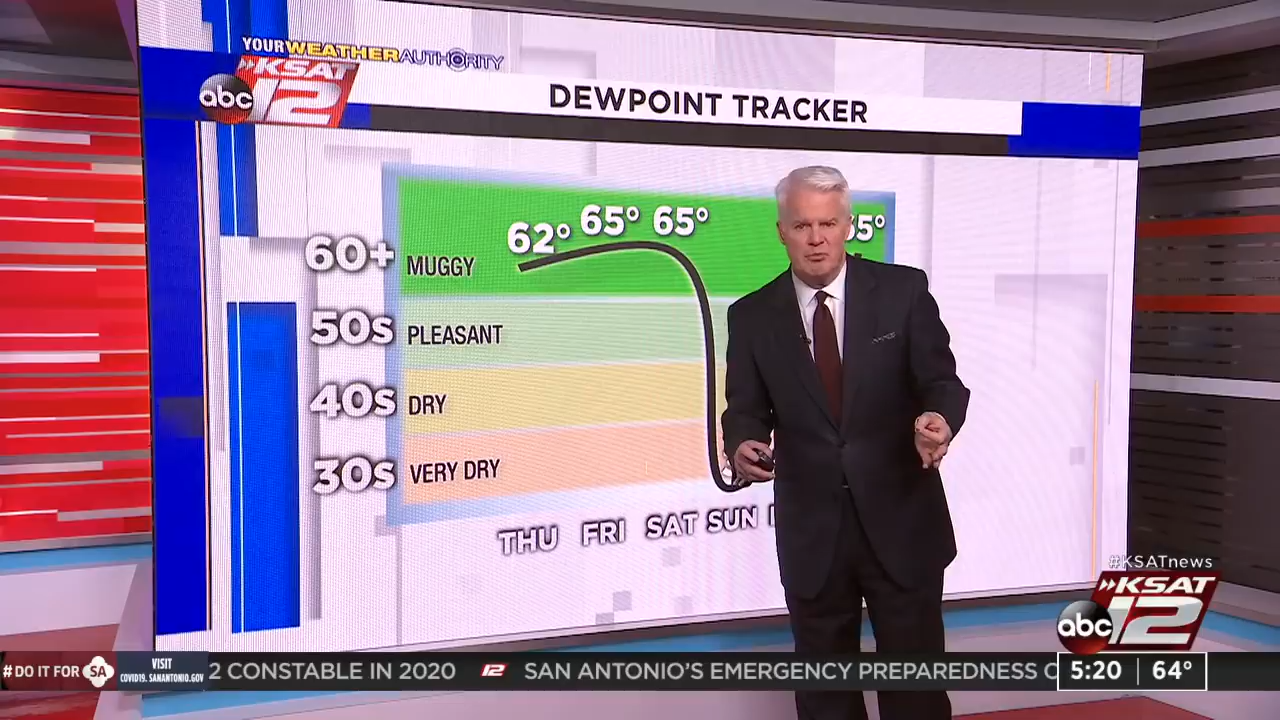 YOUR WEATHER AUTHORITY
KSAT
abc 12
DEWPOINT TRACKER
62° 65° 65° 65°
60+ MUGGY
50s PLEASANT
40s DRY
30s VERY DRY
THU FRI SAT SUN
#KSATnews
KSAT
abc 12
#DO IT FOR SA
VISIT
COVID19.SANANTONIO.GOV
2 CONSTABLE IN 2020 12 SAN ANTONIO'S EMERGENCY PREPAREDNESS
5:20 64°